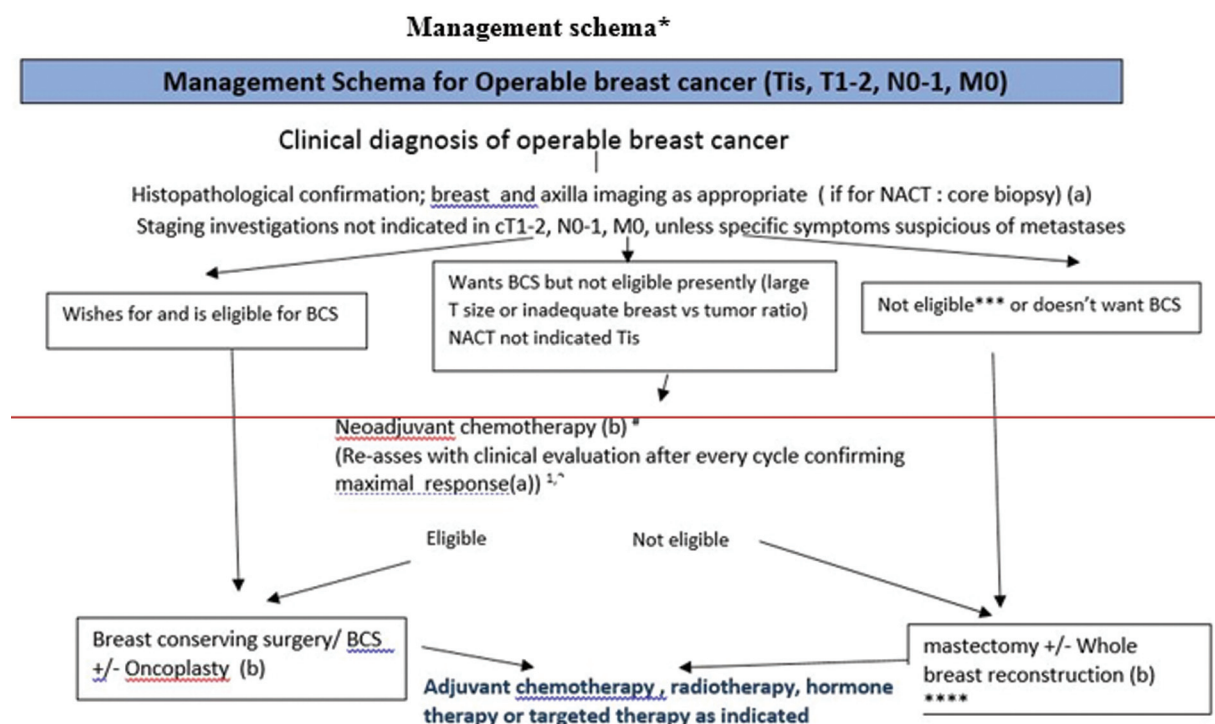 Management schema*
Management Schema for Operable breast cancer (Tis, T1-2, N0-1, M0)
Clinical diagnosis of operable breast cancer
Histopathological confirmation; breast and axilla imaging as appropriate ( if for NACT : core biopsy) (a)
Staging investigations not indicated in cT1-2, N0-1, M0, unless specific symptoms suspicious of metastases
Wishes for and is eligible for BCS
Wants BCS but not eligible presently (large
T size or inadequate breast vs tumor ratio)
NACT not indicated Tis
Not eligible*** or doesn’t want BCS
Neoadjuvant chemotherapy (b) #
(Re-asses with clinical evaluation after every cycle confirming
maximal response(a)) 1,^
Eligible
Not eligible
Breast conserving surgery/ BCS
+/- Oncoplasty (b)
mastectomy +/- Whole
breast reconstruction (b)
****
Adjuvant chemotherapy , radiotherapy, hormone
therapy or targeted therapy as indicated